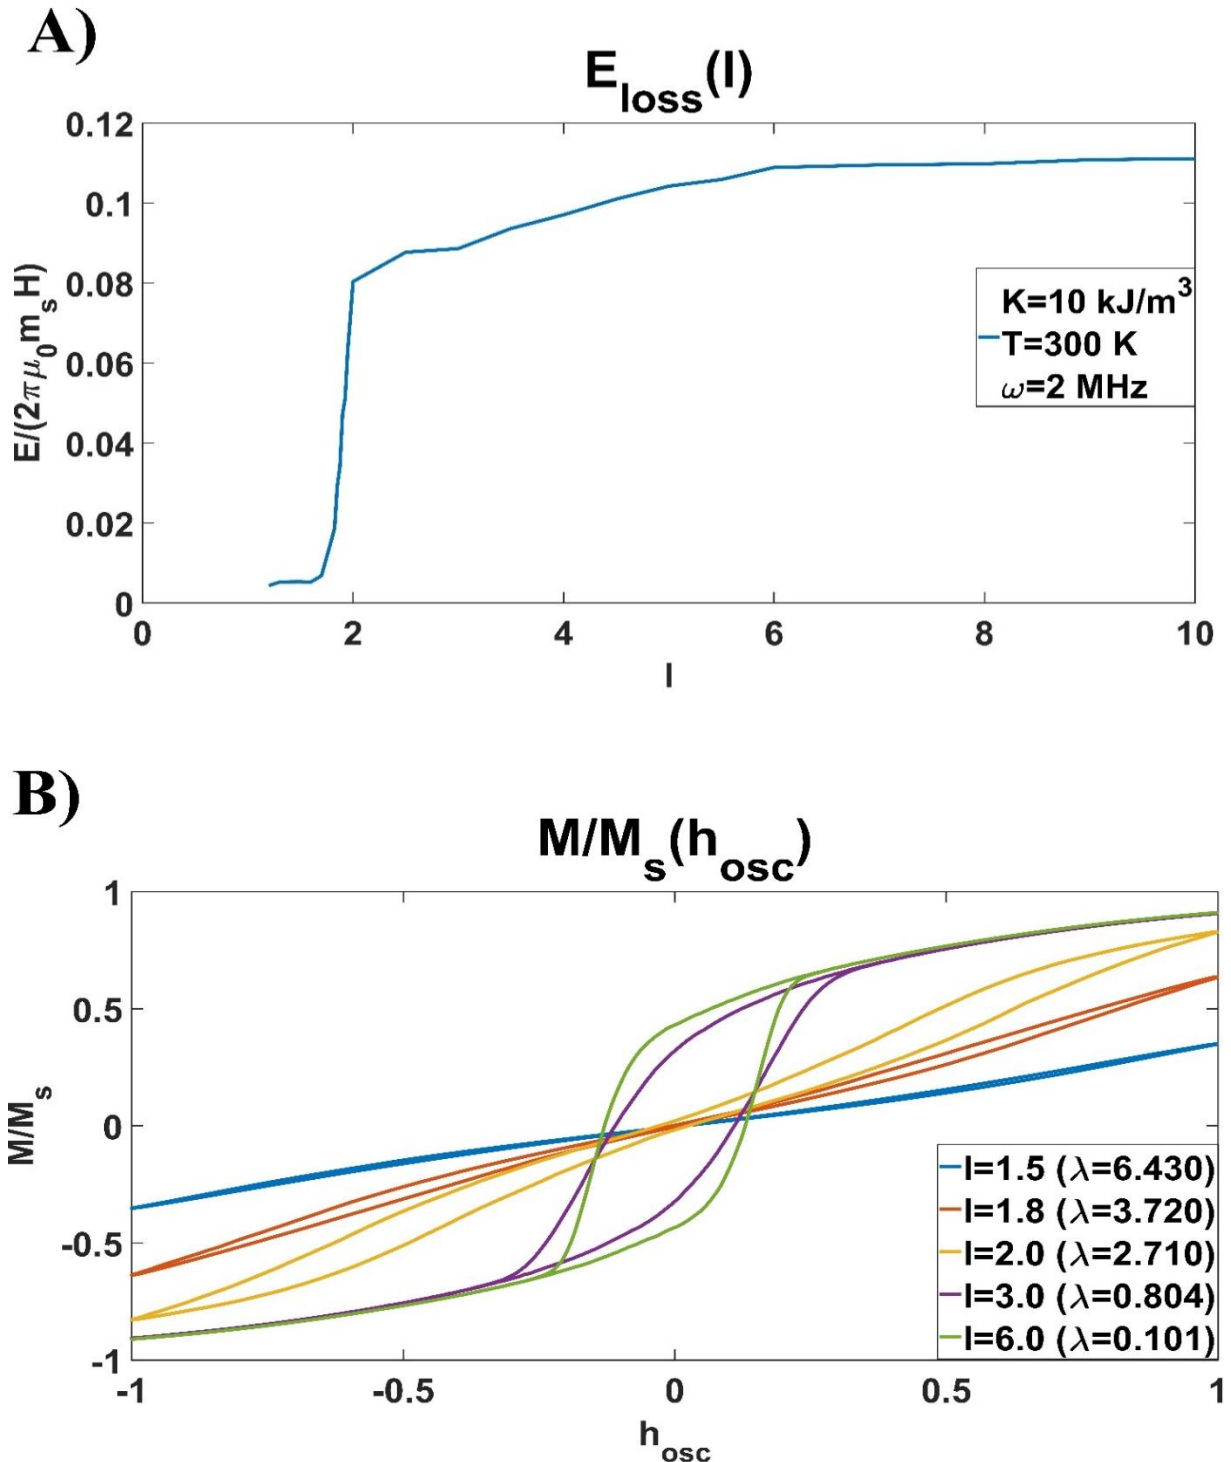 A)
E_loss(l)
0.12
0.1
0.08
0.06
0.04
0.02
0
E/(2πμ_0m_sH)
K=10 kJ/m^3
T=300 K
ω=2 MHz
0 2 4 6 8 10
l
B)
M/M_s(h_osc)
1
0.5
0
-0.5
-1
M/M_s
l=1.5 (λ=6.430)
l=1.8 (λ=3.720)
l=2.0 (λ=2.710)
l=3.0 (λ=0.804)
l=6.0 (λ=0.101)
-1 -0.5 0 0.5 1
h_osc